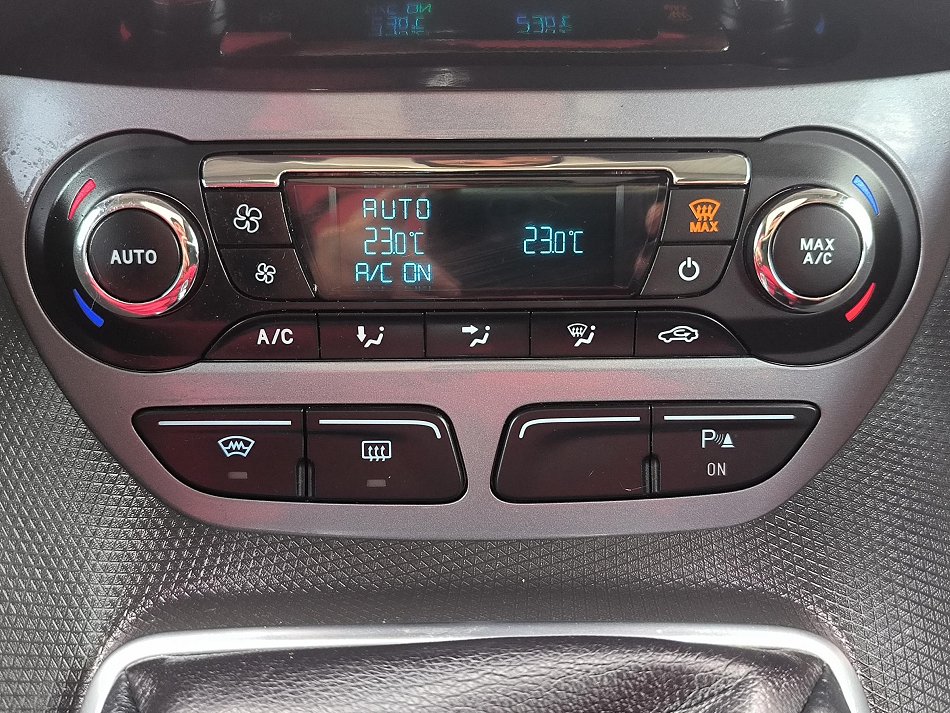 AUTO
23.0°C 23.0°C
A/C ON
MAX
AUTO
MAX
A/C
A/C
P
ON